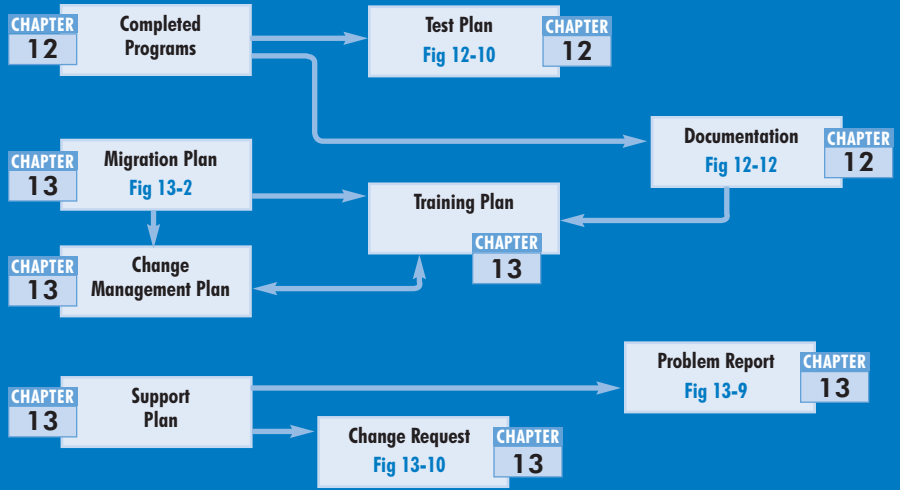 CHAPTER
12
Completed
Programs
Test Plan
Fig 12-10
CHAPTER
12
Documentation
Fig 12-12
CHAPTER
12
CHAPTER
13
Migration Plan
Fig 13-2
Training Plan
CHAPTER
13
CHAPTER
13
Change
Management Plan
Problem Report
Fig 13-9
CHAPTER
13
CHAPTER
13
Support
Plan
Change Request
Fig 13-10
CHAPTER
13